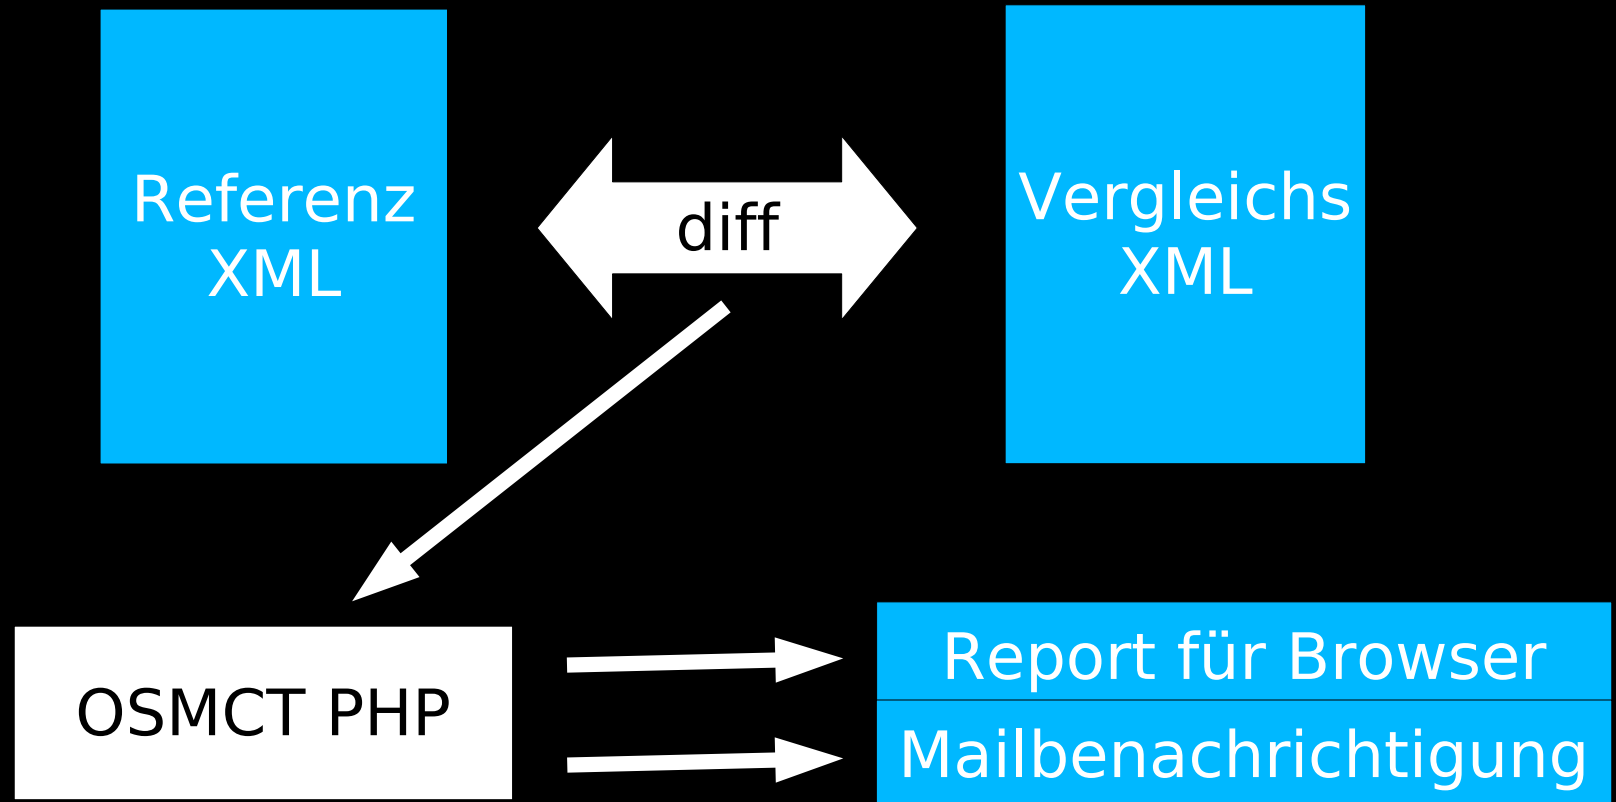 Referenz
XML
diff
Vergleichs
XML
OSMCT PHP
Report für Browser
Mailbenachrichtigung